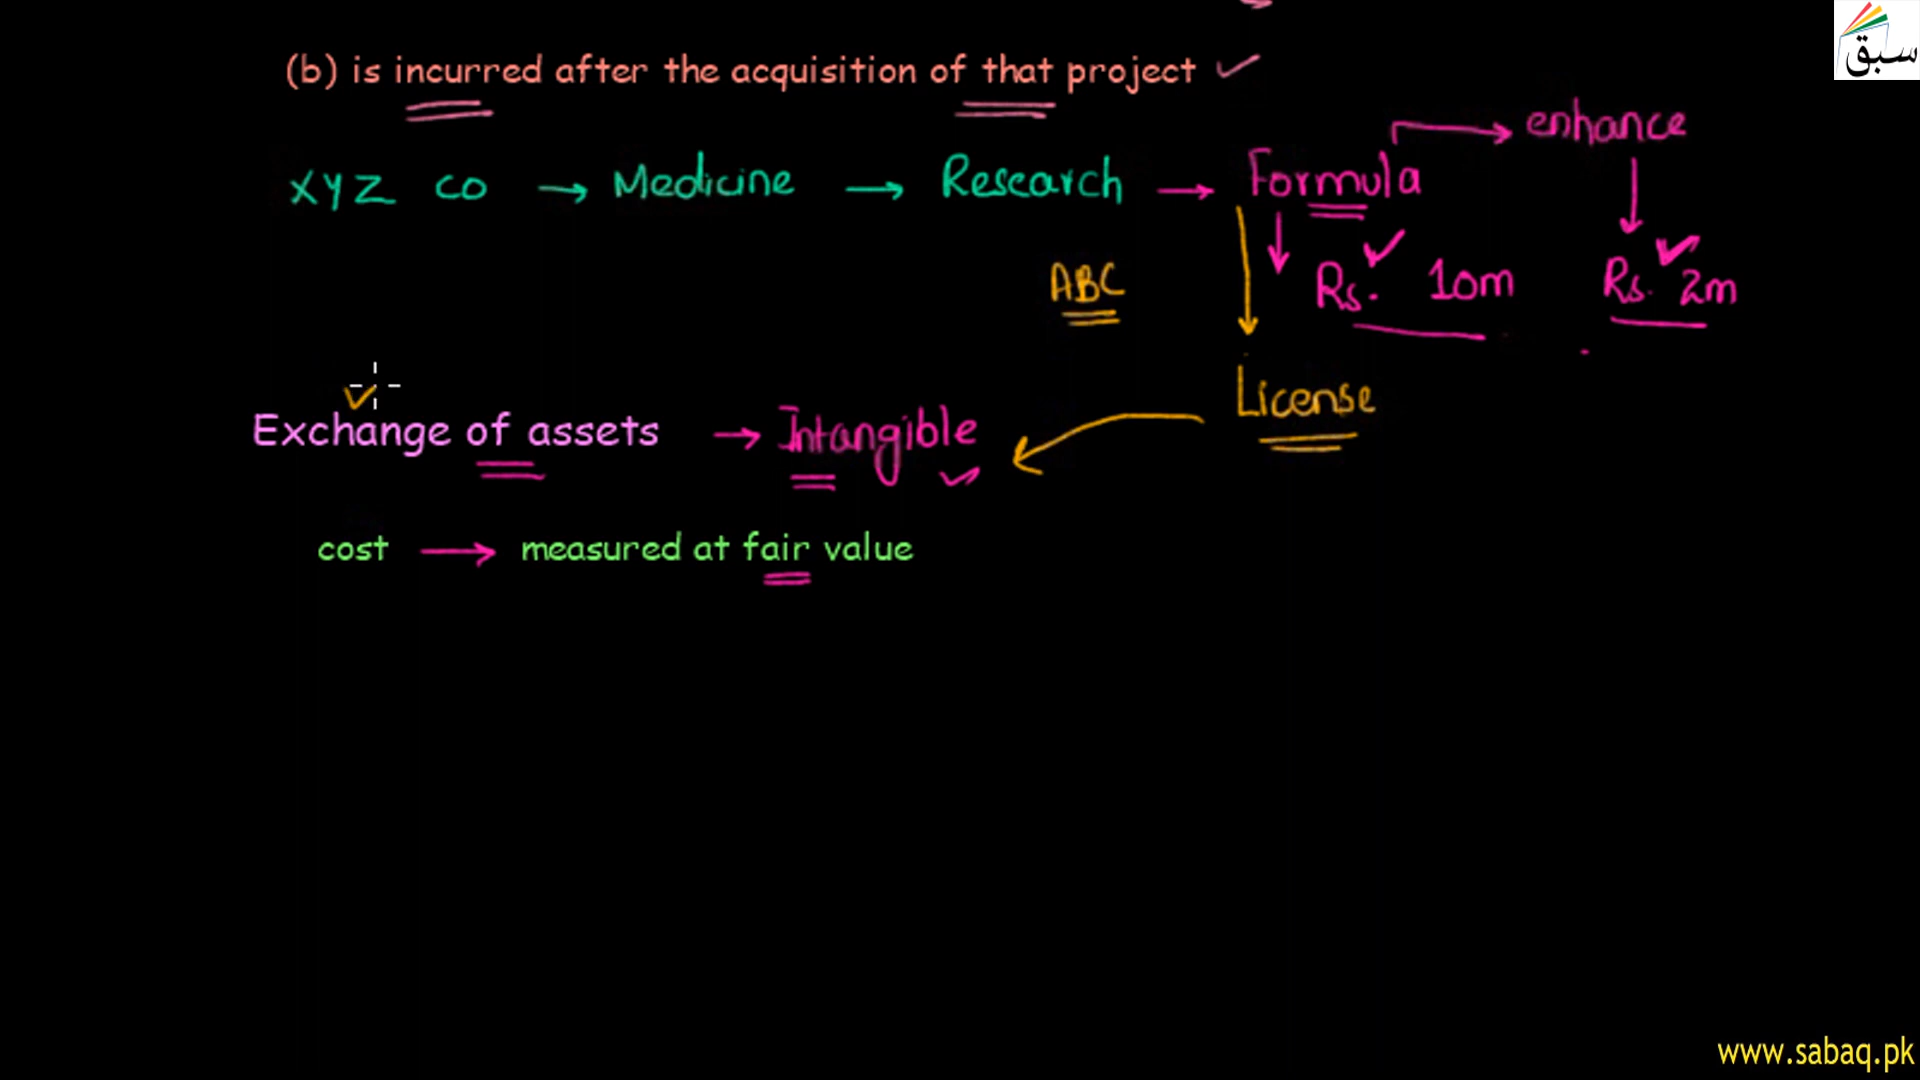 سبق
(b) is incurred after the acquisition of that project
enhance
XYZ CO → Medicine → Research → Formula
ABC
Rs. 10m Rs. 2m
License
Exchange of assets → Intangible
cost → measured at fair value
www.sabaq.pk